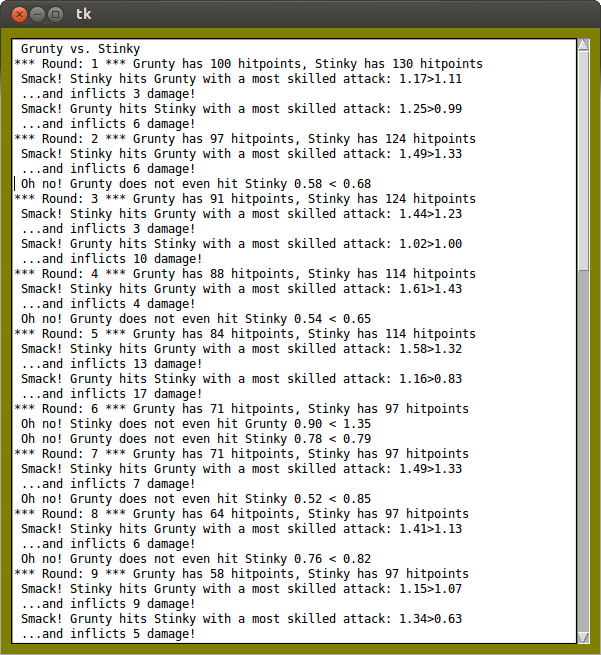 tk
Grunty vs. Stinky
*** Round: 1 *** Grunty has 100 hitpoints, Stinky has 130 hitpoints
Smack! Stinky hits Grunty with a most skilled attack: 1.17>1.11
...and inflicts 3 damage!
Smack! Grunty hits Stinky with a most skilled attack: 1.25>0.99
...and inflicts 6 damage!
*** Round: 2 *** Grunty has 97 hitpoints, Stinky has 124 hitpoints
Smack! Stinky hits Grunty with a most skilled attack: 1.49>1.33
...and inflicts 6 damage!
Oh no! Grunty does not even hit Stinky 0.58 < 0.68
*** Round: 3 *** Grunty has 91 hitpoints, Stinky has 124 hitpoints
Smack! Stinky hits Grunty with a most skilled attack: 1.44>1.23
...and inflicts 3 damage!
Smack! Grunty hits Stinky with a most skilled attack: 1.02>1.00
...and inflicts 10 damage!
*** Round: 4 *** Grunty has 88 hitpoints, Stinky has 114 hitpoints
Smack! Stinky hits Grunty with a most skilled attack: 1.61>1.43
...and inflicts 4 damage!
Oh no! Grunty does not even hit Stinky 0.54 < 0.65
*** Round: 5 *** Grunty has 84 hitpoints, Stinky has 114 hitpoints
Smack! Stinky hits Grunty with a most skilled attack: 1.58>1.32
...and inflicts 13 damage!
Smack! Grunty hits Stinky with a most skilled attack: 1.16>0.83
...and inflicts 17 damage!
*** Round: 6 *** Grunty has 71 hitpoints, Stinky has 97 hitpoints
Oh no! Stinky does not even hit Grunty 0.90 < 1.35
Oh no! Grunty does not even hit Stinky 0.78 < 0.79
*** Round: 7 *** Grunty has 71 hitpoints, Stinky has 97 hitpoints
Smack! Stinky hits Grunty with a most skilled attack: 1.49>1.33
...and inflicts 7 damage!
Oh no! Grunty does not even hit Stinky 0.52 < 0.85
*** Round: 8 *** Grunty has 64 hitpoints, Stinky has 97 hitpoints
Smack! Stinky hits Grunty with a most skilled attack: 1.41>1.13
...and inflicts 6 damage!
Oh no! Grunty does not even hit Stinky 0.76 < 0.82
*** Round: 9 *** Grunty has 58 hitpoints, Stinky has 97 hitpoints
Smack! Stinky hits Grunty with a most skilled attack: 1.15>1.07
...and inflicts 9 damage!
Smack! Grunty hits Stinky with a most skilled attack: 1.34>0.63
...and inflicts 5 damage!